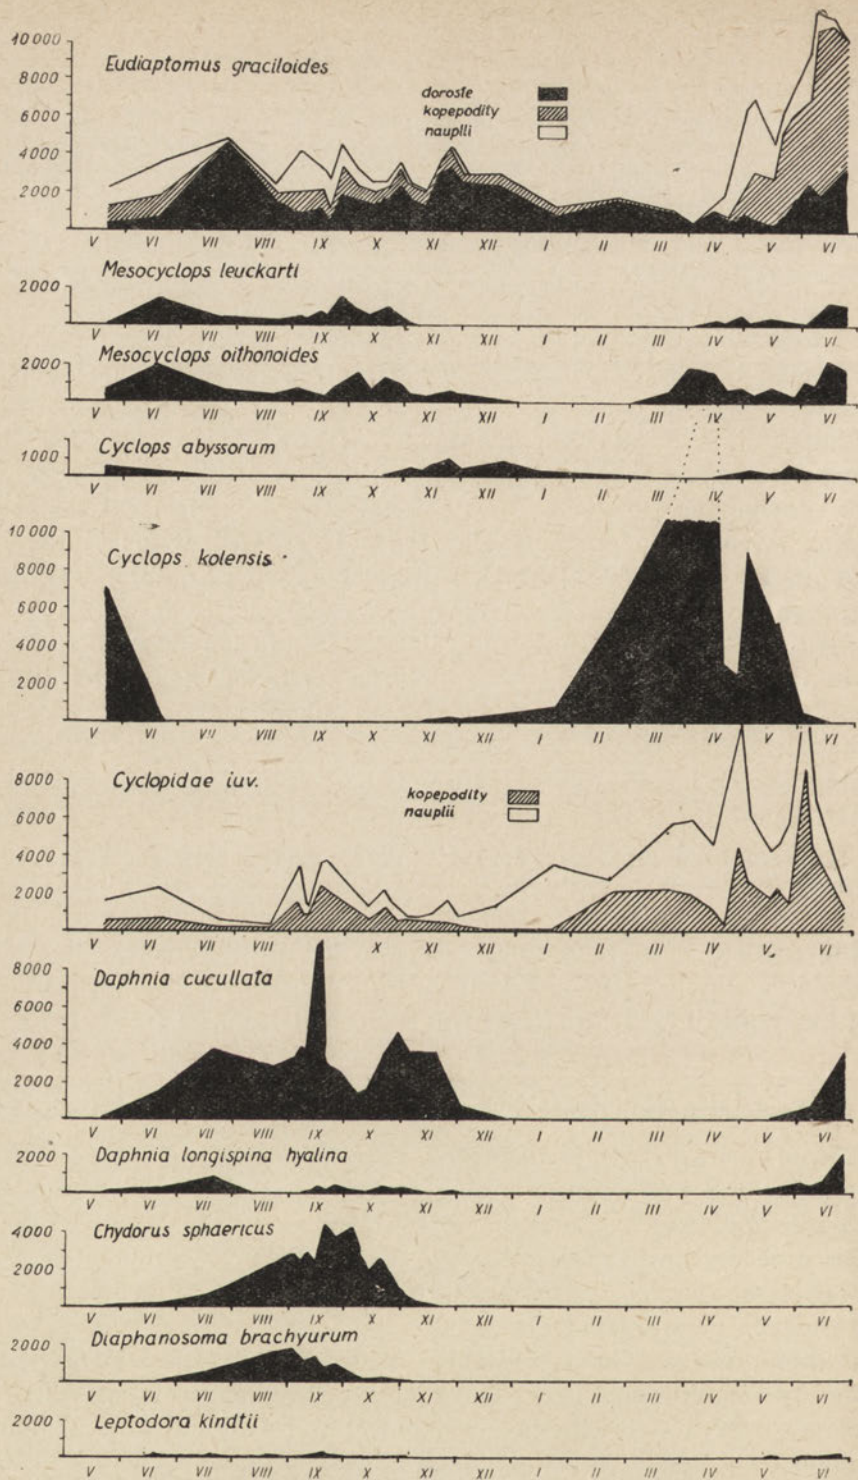 Eudiaptomus graciloides
10 000
8000
6000
4000
2000
dorosłe
kopepodity
nauplii
V VI VII VIII IX X XI XII I II III IV V VI
Mesocyclops leuckarti
2000
V VI VII VIII IX X XI XII I II III IV V VI
Mesocyclops oithonoides
2000
V VI VII VIII IX X XI XII I II III IV V VI
Cyclops abyssorum
1000
V VI VII VIII IX X XI XII I II III IV V VI
Cyclops kolensis
10 000
8000
6000
4000
2000
V VI VII VIII IX X XI XII I II III IV V VI
Cyclopidae iuv.
8000
6000
4000
2000
kopepodity
nauplii
V VI VII VIII IX X XI XII I II III IV V VI
Daphnia cucullata
8000
6000
4000
2000
V VI VII VIII IX X XI XII I II III IV V VI
Daphnia longispina hyalina
2000
V VI VII VIII IX X XI XII I II III IV V VI
Chydorus sphaericus
4000
2000
V VI VII VIII IX X XI XII I II III IV V VI
Diaphanosoma brachyurum
2000
V VI VII VIII IX X XI XII I II III IV V VI
Leptodora kindtii
2000
V VI VII VIII IX X XI XII I II III IV V VI